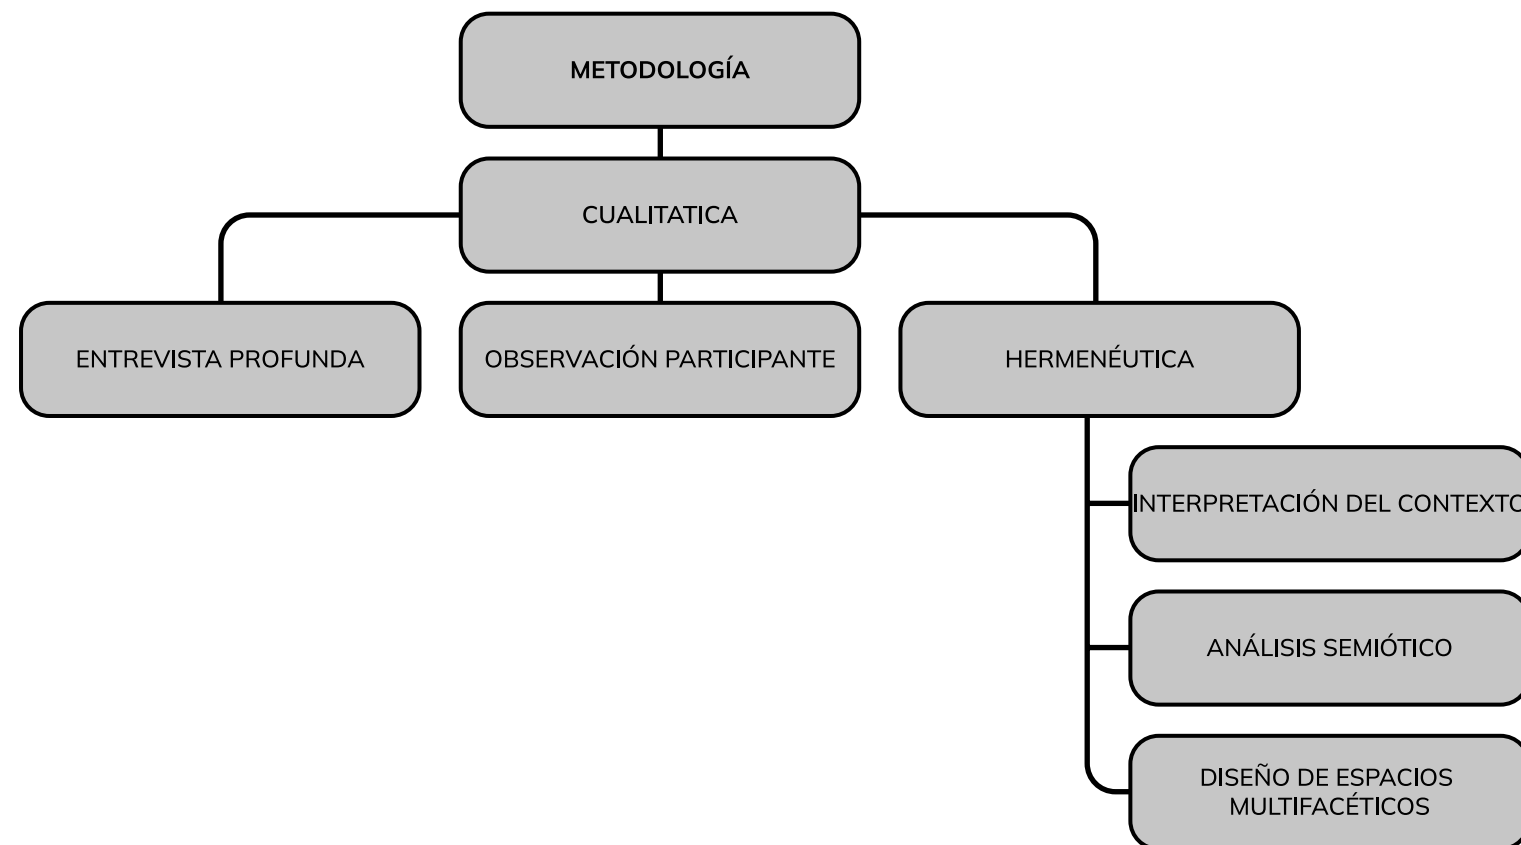 METODOLOGÍA
CUALITATICA
ENTREVISTA PROFUNDA
OBSERVACIÓN PARTICIPANTE
HERMENÉUTICA
INTERPRETACIÓN DEL CONTEXTO
ANÁLISIS SEMIÓTICO
DISEÑO DE ESPACIOS
MULTIFACÉTICOS